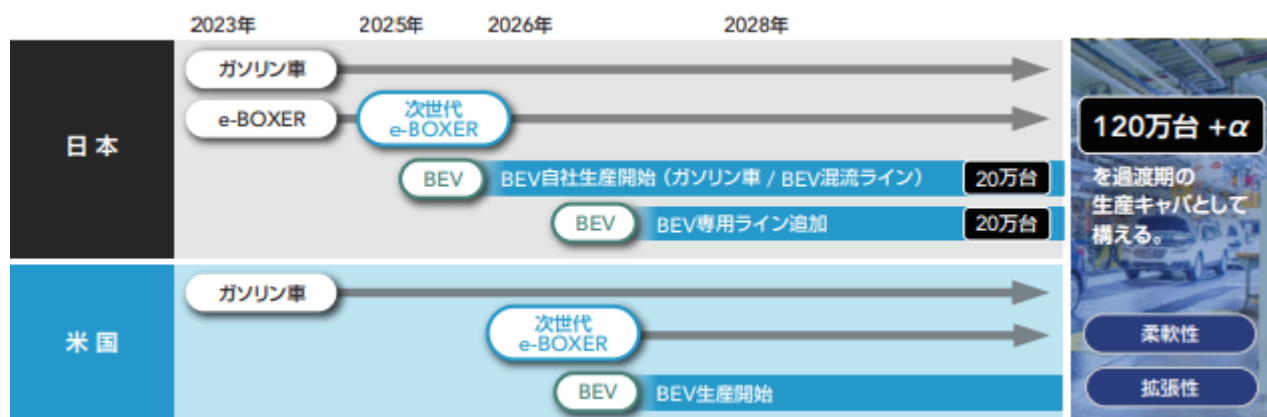 2023年 2025年 2026年 2028年
日本
ガソリン車
e-BOXER
次世代
e-BOXER
BEV
BEV自社生産開始（ガソリン車 / BEV混流ライン）
20万台
BEV
BEV専用ライン追加
20万台
米国
ガソリン車
次世代
e-BOXER
BEV
BEV生産開始
120万台 +α
を過渡期の
生産キャパとして
構える。
柔軟性
拡張性